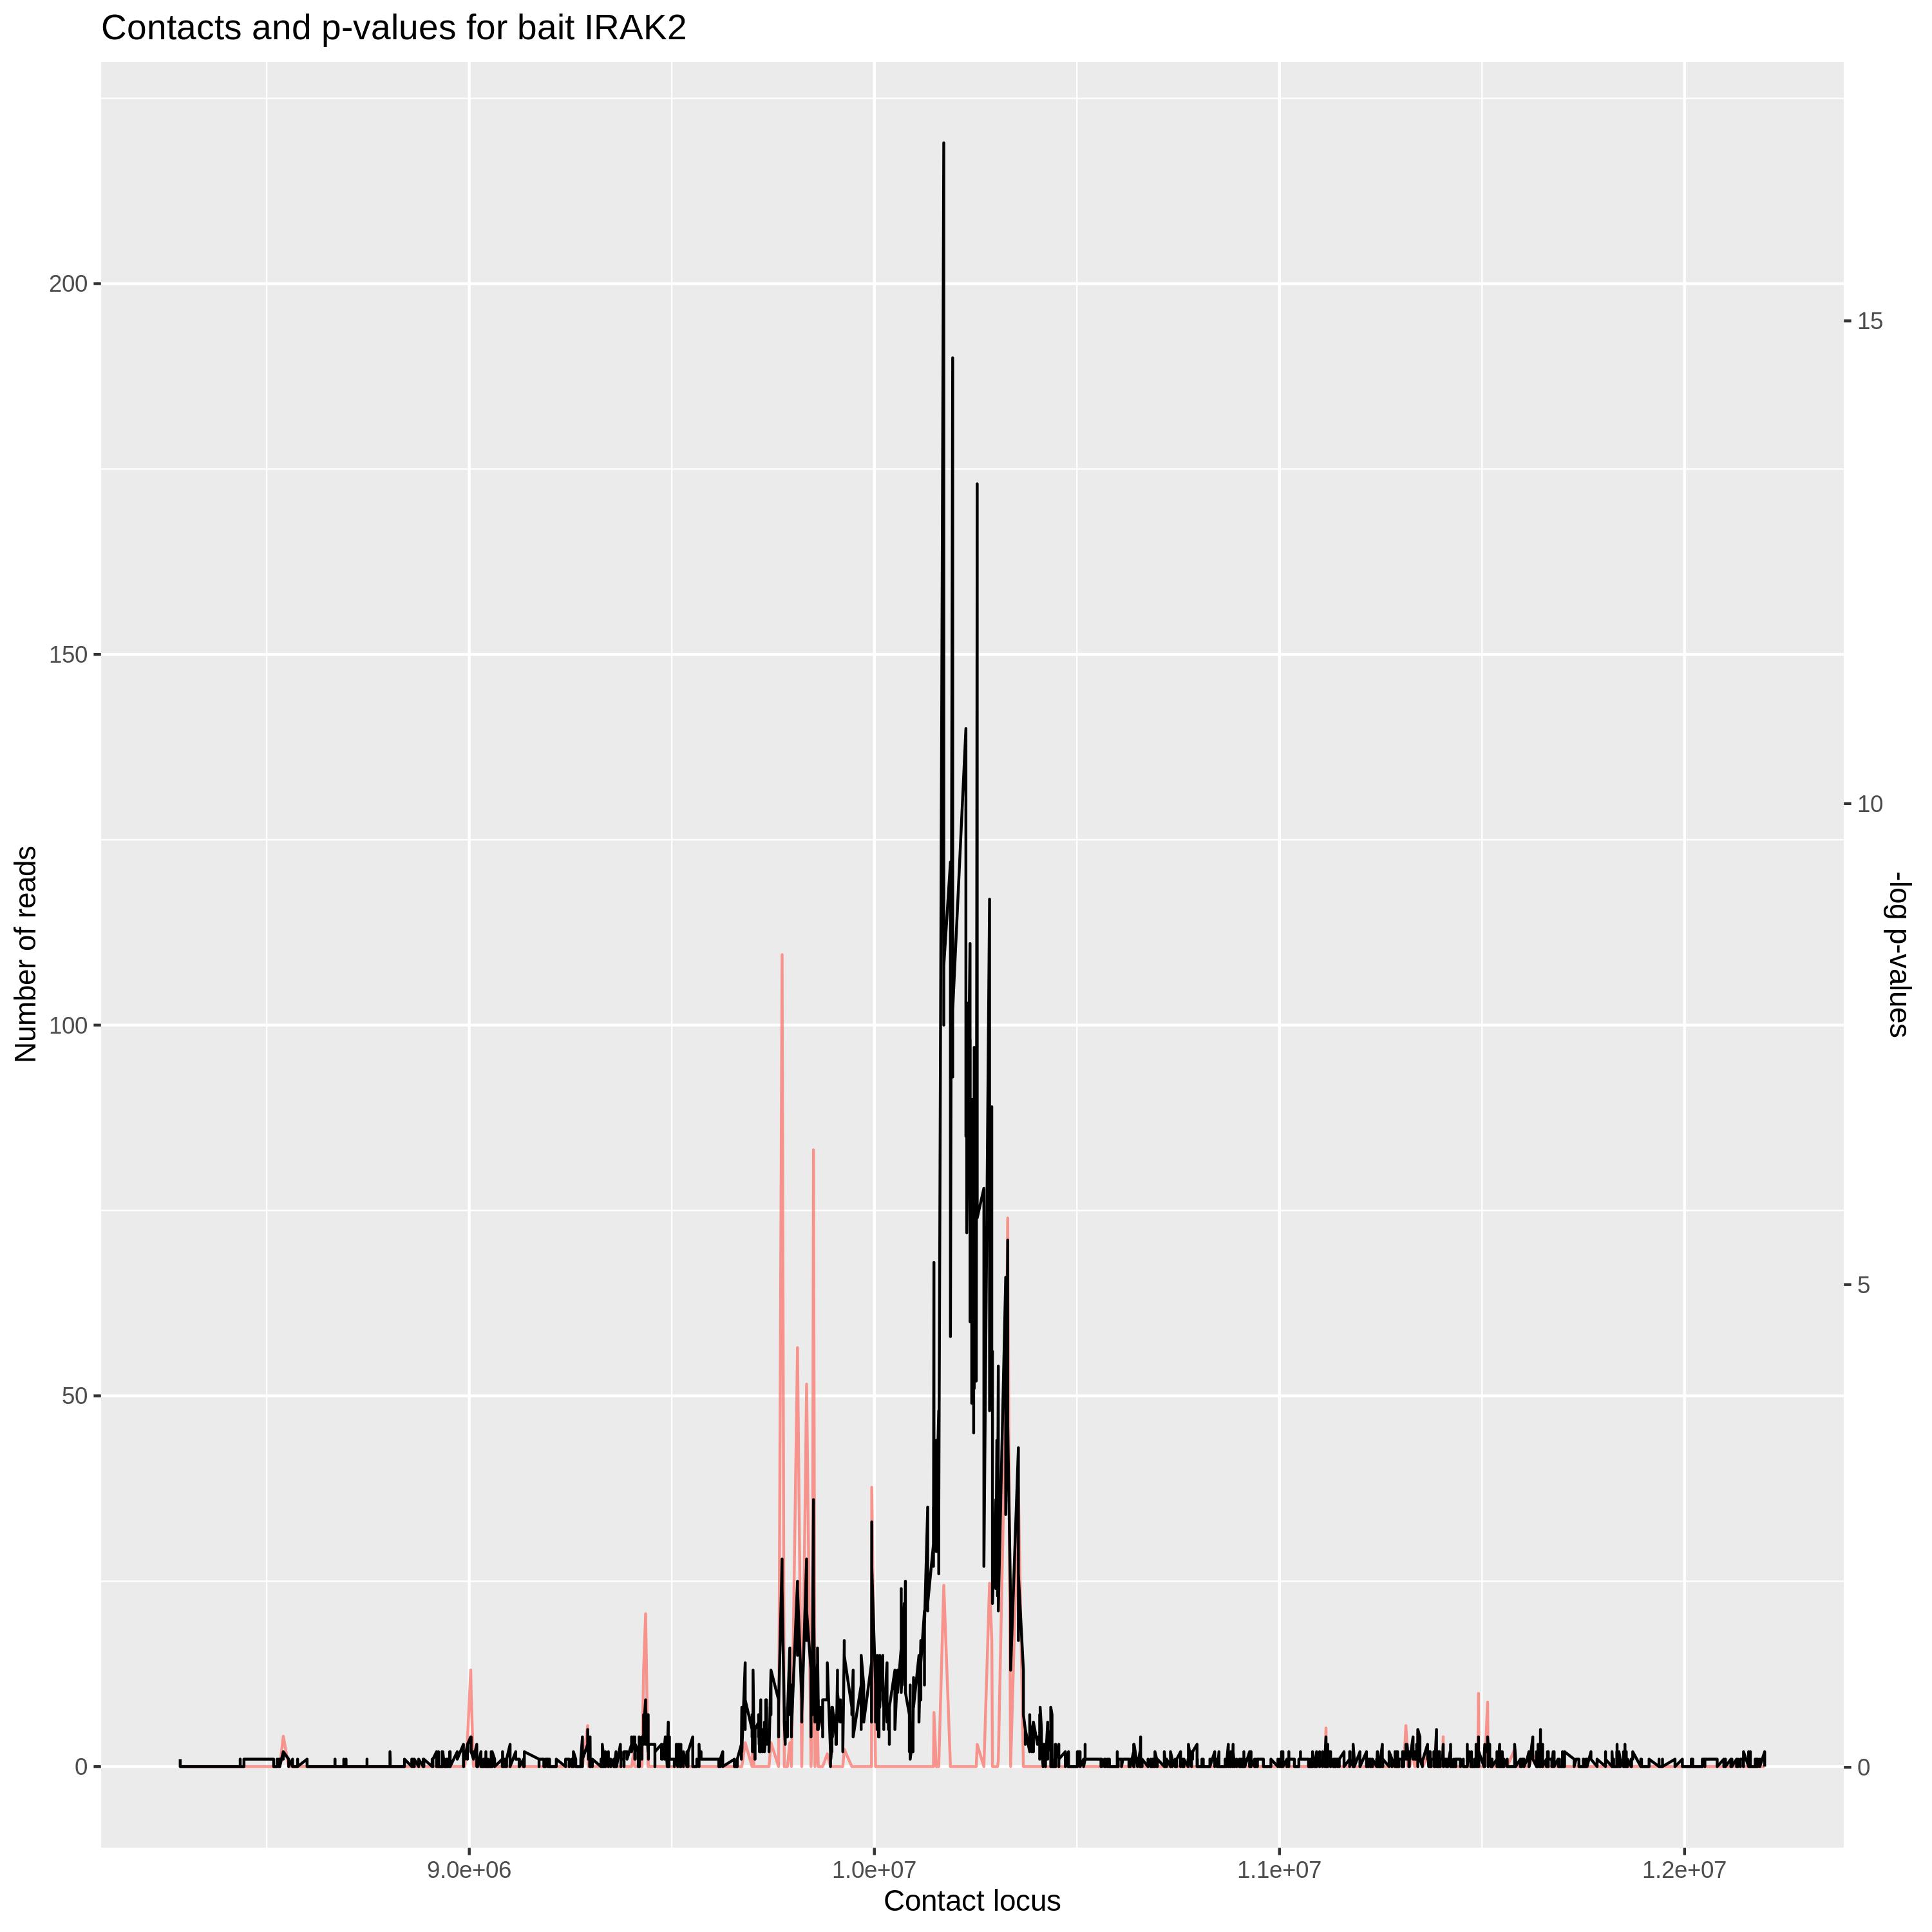 Contacts and p-values for bait IRAK2
200
150
100
50
0
15
10
5
0
Number of reads
-log p-values
9.0e+06
1.0e+07
1.1e+07
1.2e+07
Contact locus